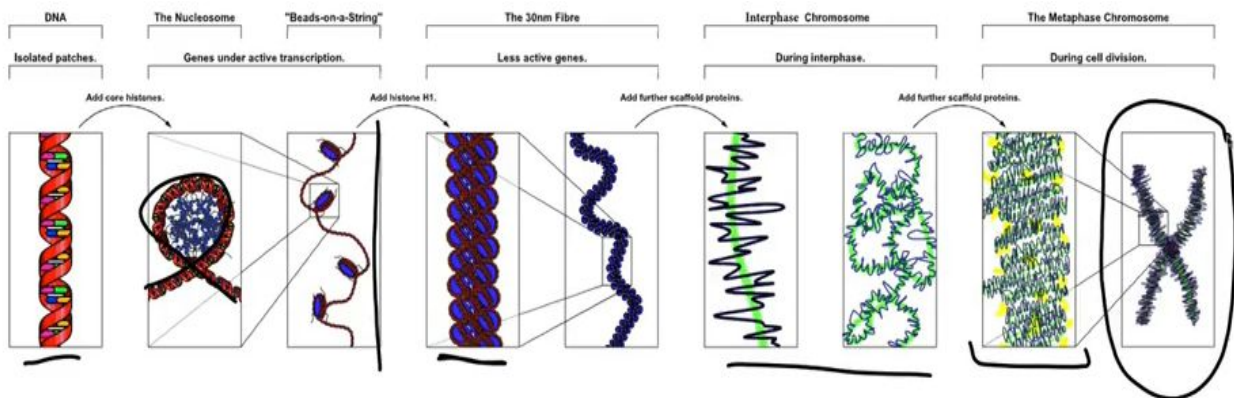 DNA
The Nucleosome
"Beads-on-a-String"
The 30nm Fibre
Interphase Chromosome
The Metaphase Chromosome
Isolated patches.
Genes under active transcription.
Less active genes.
During interphase.
During cell division.
Add core histones.
Add histone H1.
Add further scaffold proteins.
Add further scaffold proteins.